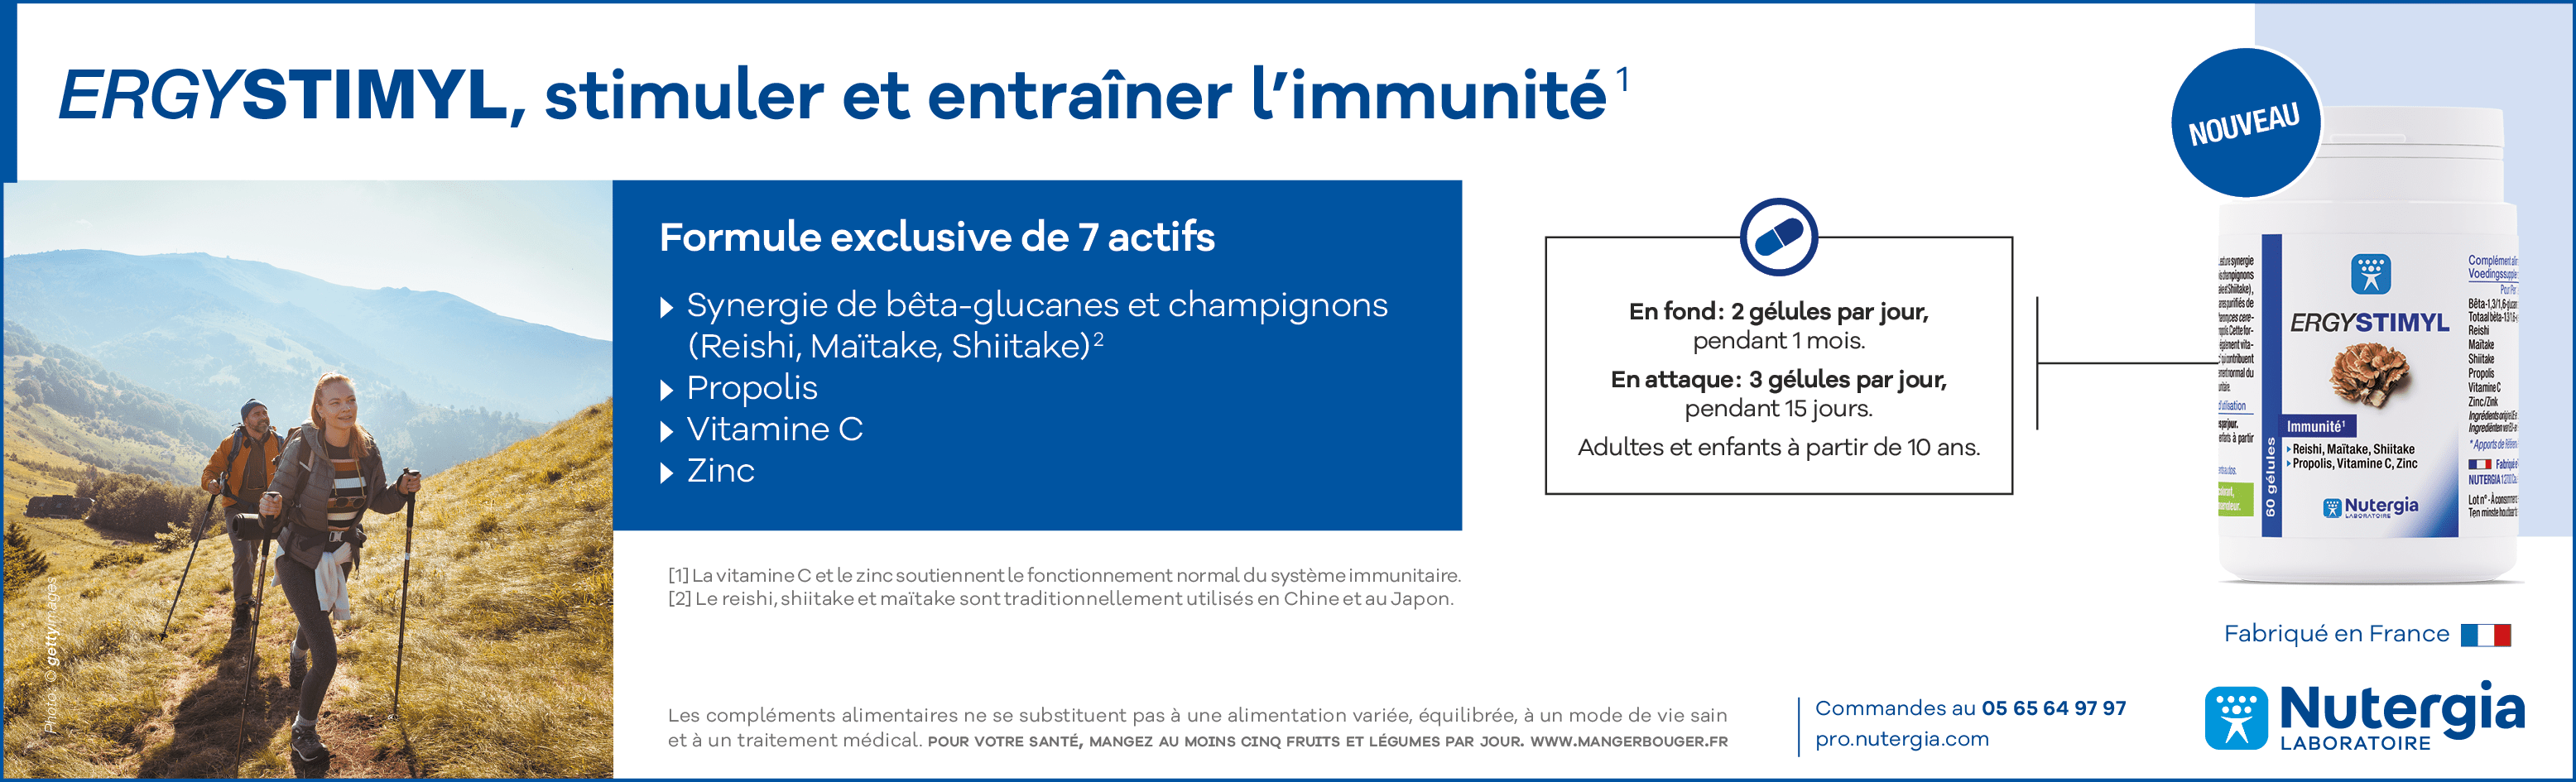 ERGYSTIMYL, stimuler et entraîner l’immunité 1
NOUVEAU
Formule exclusive de 7 actifs
Synergie de bêta-glucanes et champignons
(Reishi, Maïtake, Shiitake) 2
Propolis
Vitamine C
Zinc
[1] La vitamine C et le zinc soutiennent le fonctionnement normal du système immunitaire.
[2] Le reishi, shiitake et maïtake sont traditionnellement utilisés en Chine et au Japon.
En fond : 2 gélules par jour,
pendant 1 mois.
En attaque : 3 gélules par jour,
pendant 15 jours.
Adultes et enfants à partir de 10 ans.
ERGYSTIMYL
Immunité 1
Reishi, Maïtake, Shiitake
Propolis, Vitamine C, Zinc
60 gélules
Nutergia
LABORATOIRE
Reishi
Maïtake
Shiitake
Propolis
Vitamine C
Zinc/Zink
Fabriqué en France
Photo : © gettyimages
Les compléments alimentaires ne se substituent pas à une alimentation variée, équilibrée, à un mode de vie sain
et à un traitement médical. POUR VOTRE SANTÉ, MANGEZ AU MOINS CINQ FRUITS ET LÉGUMES PAR JOUR. WWW.MANGERBOUGER.FR
Commandes au 05 65 64 97 97
pro.nutergia.com
Nutergia
LABORATOIRE